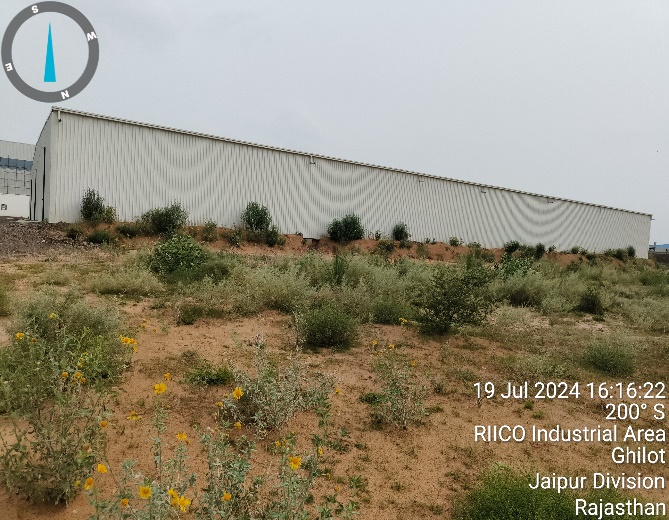 S
W
E
N
19 Jul 2024 16:16:22
200° S
RIICO Industrial Area
Ghilot
Jaipur Division
Rajasthan